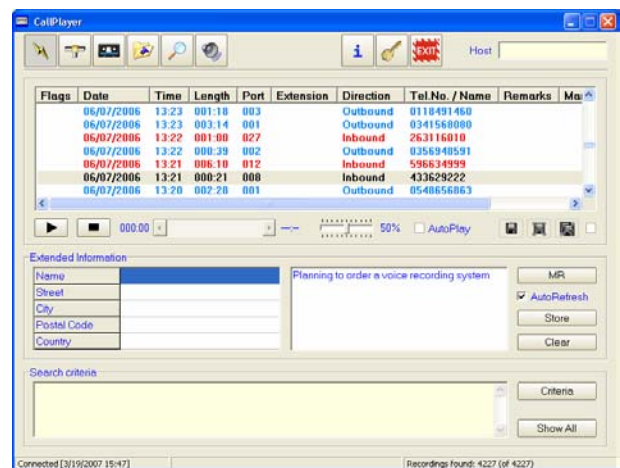 CallPlayer
EXIT Host
Flags Date Time Length Port Extension Direction Tel.No. / Name Remarks Ma
06/07/2006 13:23 001:18 003 Outbound 0118491460
06/07/2006 13:23 003:14 001 Outbound 0341568080
06/07/2006 13:22 001:00 027 Inbound 263116010
06/07/2006 13:22 000:39 002 Outbound 0356940591
06/07/2006 13:21 006:10 012 Inbound 596634999
06/07/2006 13:21 000:21 008 Inbound 433629222
06/07/2006 13:20 002:28 001 Outbound 0548656863
000:00 --:-- 50% AutoPlay
Extended Information
Name Planning to order a voice recording system MR
Street AutoRefresh
City
Postal Code Store
Country Clear
Search criteria
Criteria
Show All
Connected [3/19/2007 15:47] Recordings found: 4227 (of 4227)